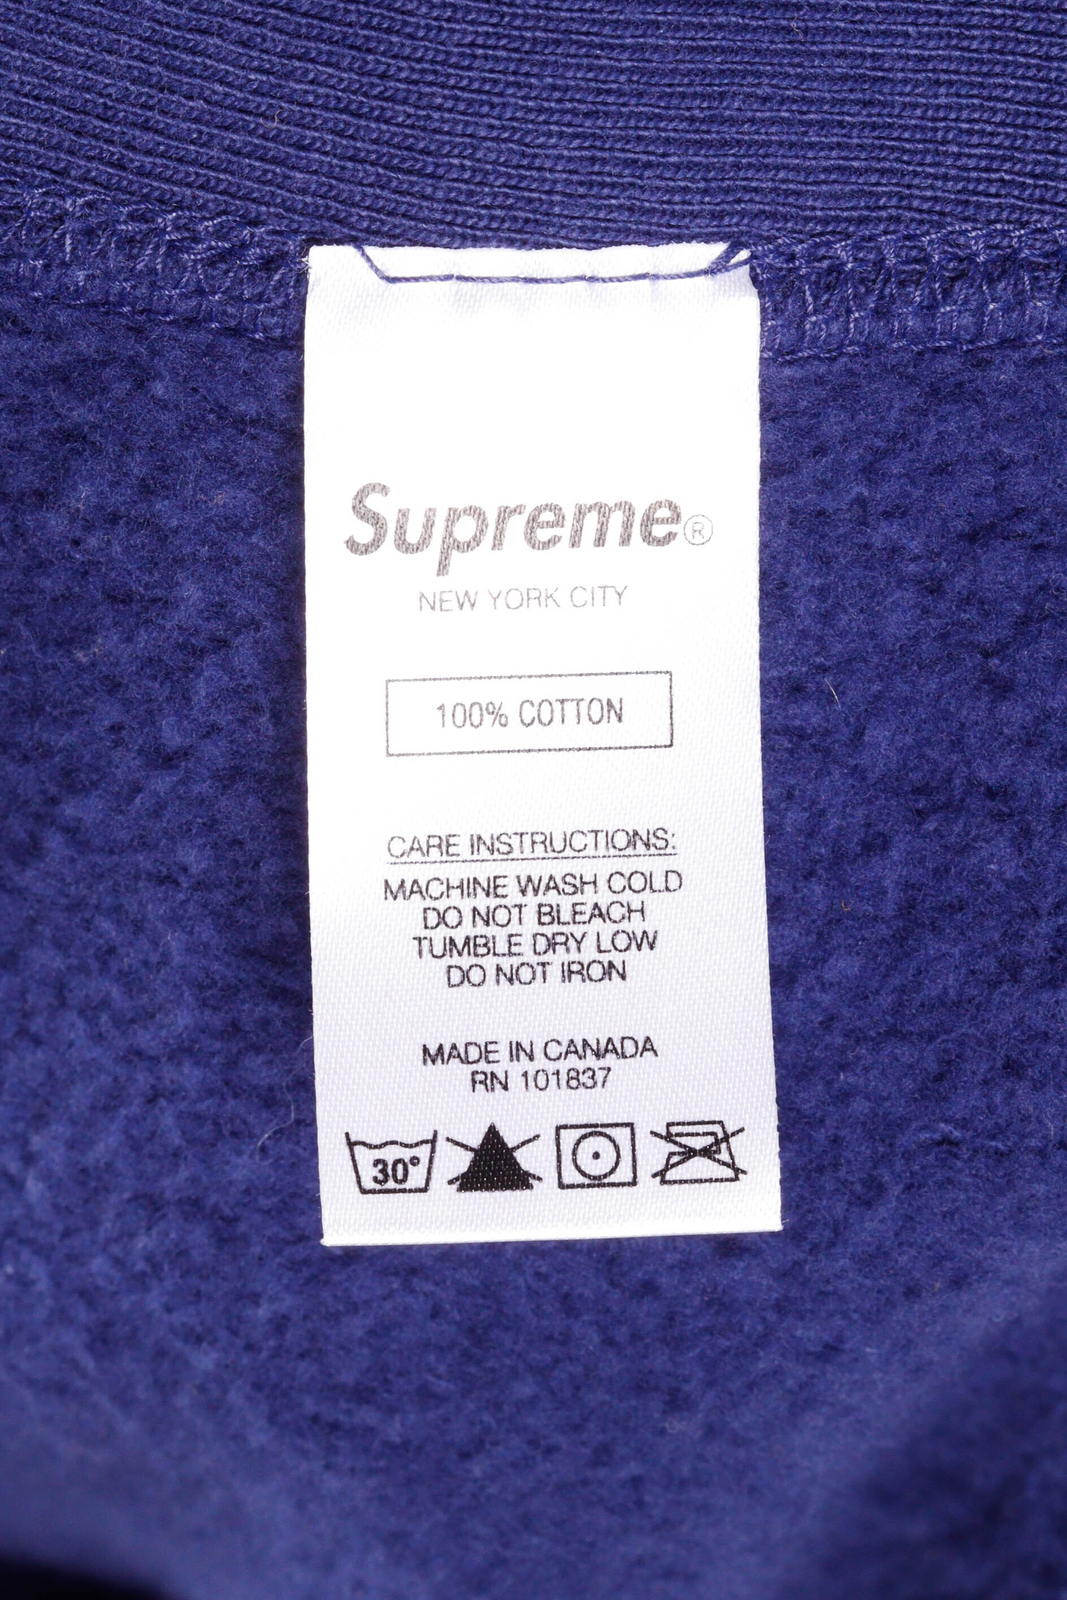 Supreme®
NEW YORK CITY
100% COTTON
CARE INSTRUCTIONS:
MACHINE WASH COLD
DO NOT BLEACH
TUMBLE DRY LOW
DO NOT IRON
MADE IN CANADA
RN 101837
30°